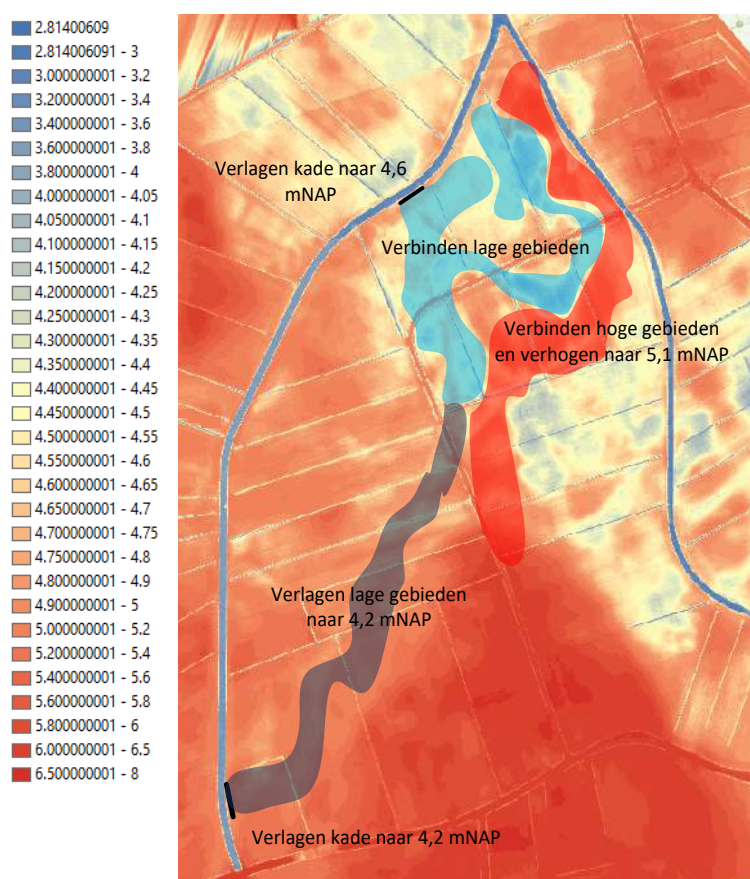 2.81400609
2.814006091 - 3
3.000000001 - 3.2
3.200000001 - 3.4
3.400000001 - 3.6
3.600000001 - 3.8
3.800000001 - 4
4.000000001 - 4.05
4.050000001 - 4.1
4.100000001 - 4.15
4.150000001 - 4.2
4.200000001 - 4.25
4.250000001 - 4.3
4.300000001 - 4.35
4.350000001 - 4.4
4.400000001 - 4.45
4.450000001 - 4.5
4.500000001 - 4.55
4.550000001 - 4.6
4.600000001 - 4.65
4.650000001 - 4.7
4.700000001 - 4.75
4.750000001 - 4.8
4.800000001 - 4.9
4.900000001 - 5
5.000000001 - 5.2
5.200000001 - 5.4
5.400000001 - 5.6
5.600000001 - 5.8
5.800000001 - 6
6.000000001 - 6.5
6.500000001 - 8
Verlagen kade naar 4,6
mNAP
Verbinden lage gebieden
Verbinden hoge gebieden
en verhogen naar 5,1 mNAP
Verlagen lage gebieden
naar 4,2 mNAP
Verlagen kade naar 4,2 mNAP